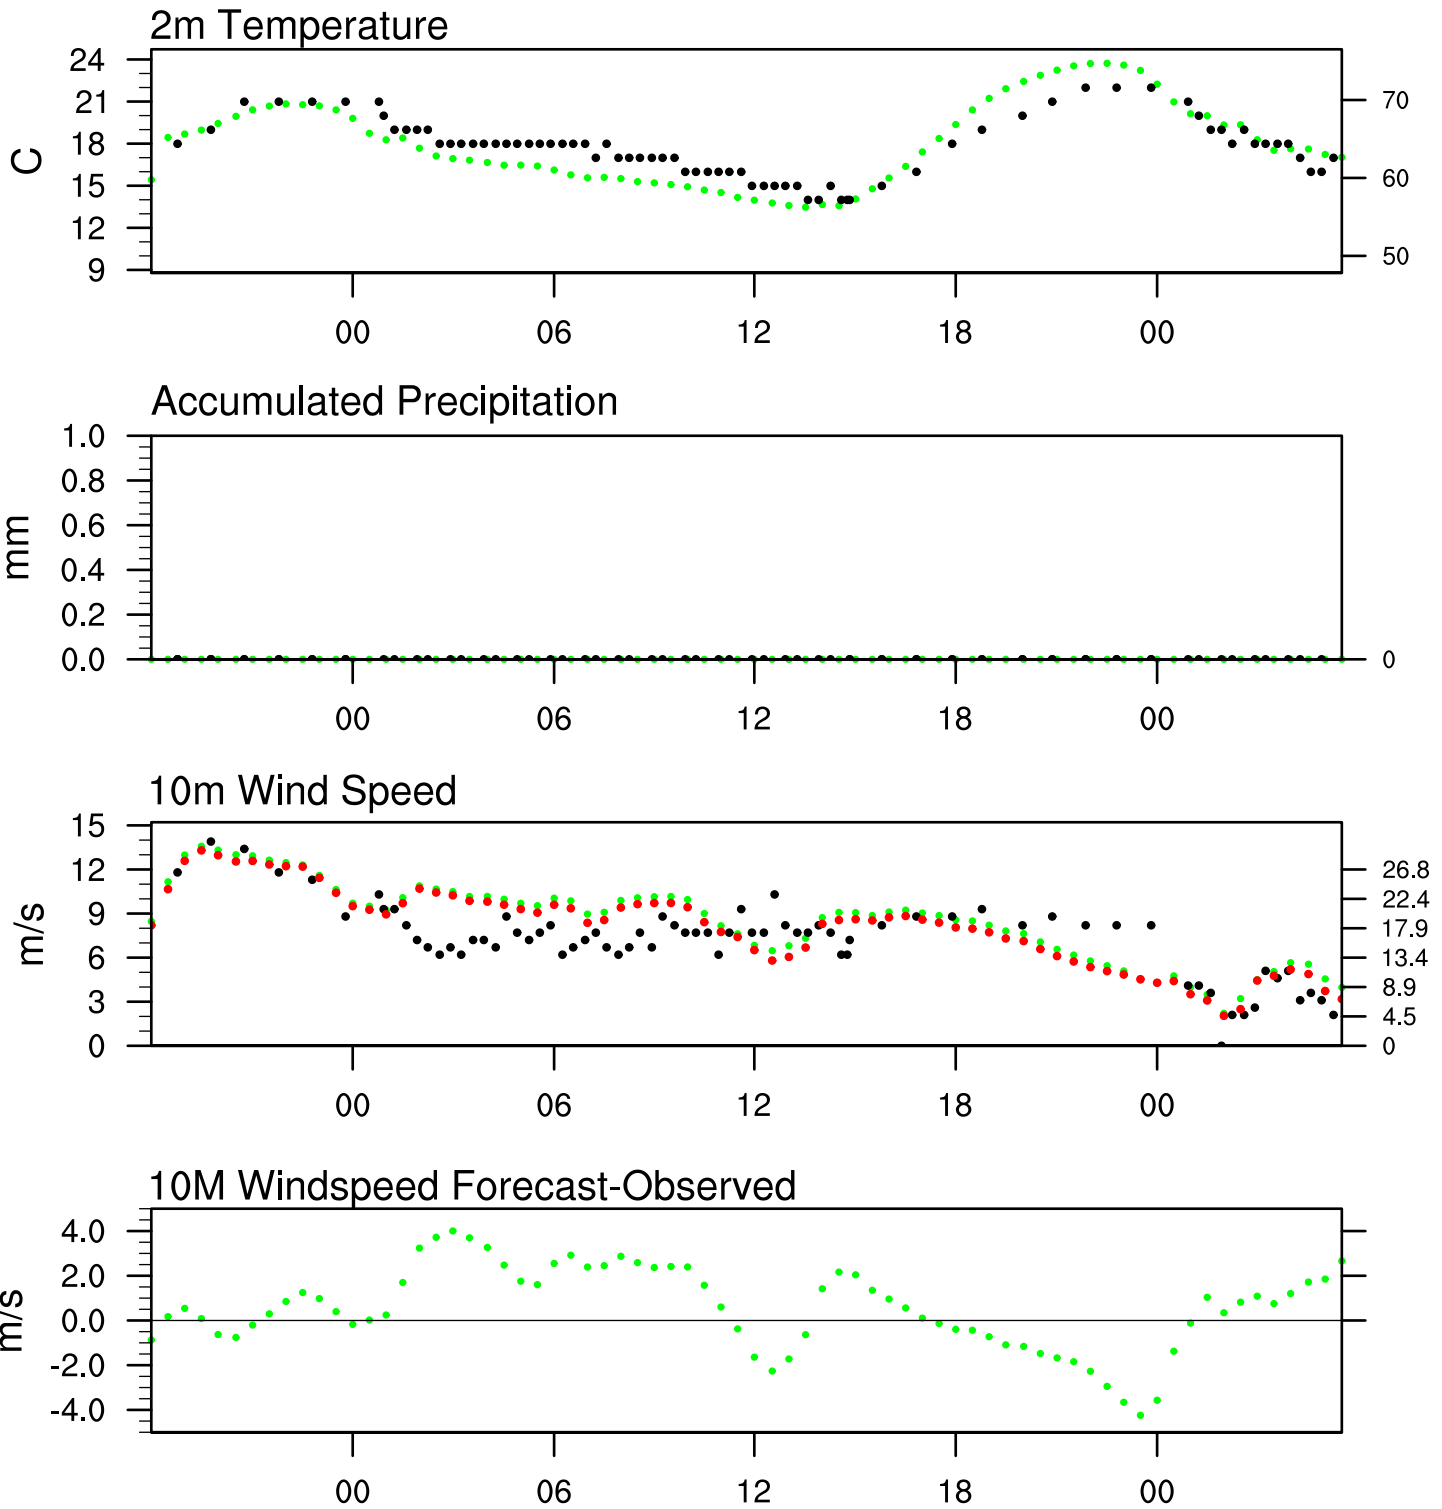 2m Temperature
24
21
18
15
12
9
C
70
60
50
00 06 12 18 00
Accumulated Precipitation
1.0
0.8
0.6
0.4
0.2
0.0
mm
0
00 06 12 18 00
10m Wind Speed
15
12
9
6
3
0
m/s
26.8
22.4
17.9
13.4
8.9
4.5
0
00 06 12 18 00
10M Windspeed Forecast-Observed
4.0
2.0
0.0
-2.0
-4.0
m/s
00 06 12 18 00